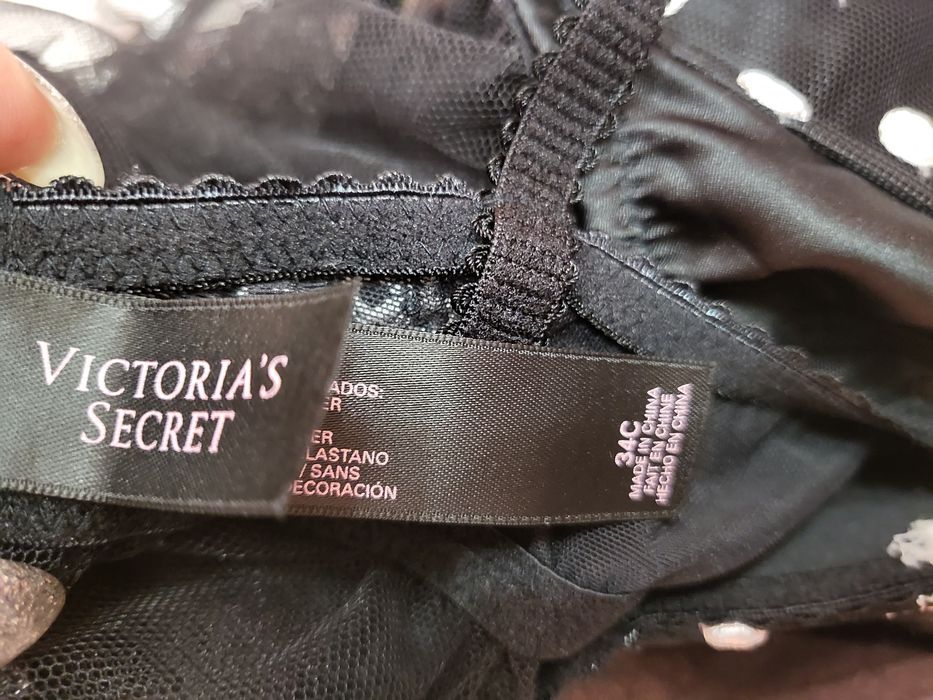 VICTORIA'S
SECRET
ADOS:
ER
ER
LASTANO
/ SANS
ECORACIÓN
34C
MADE IN CHINA
FAIT EN CHINE
HECHO EN CHINA